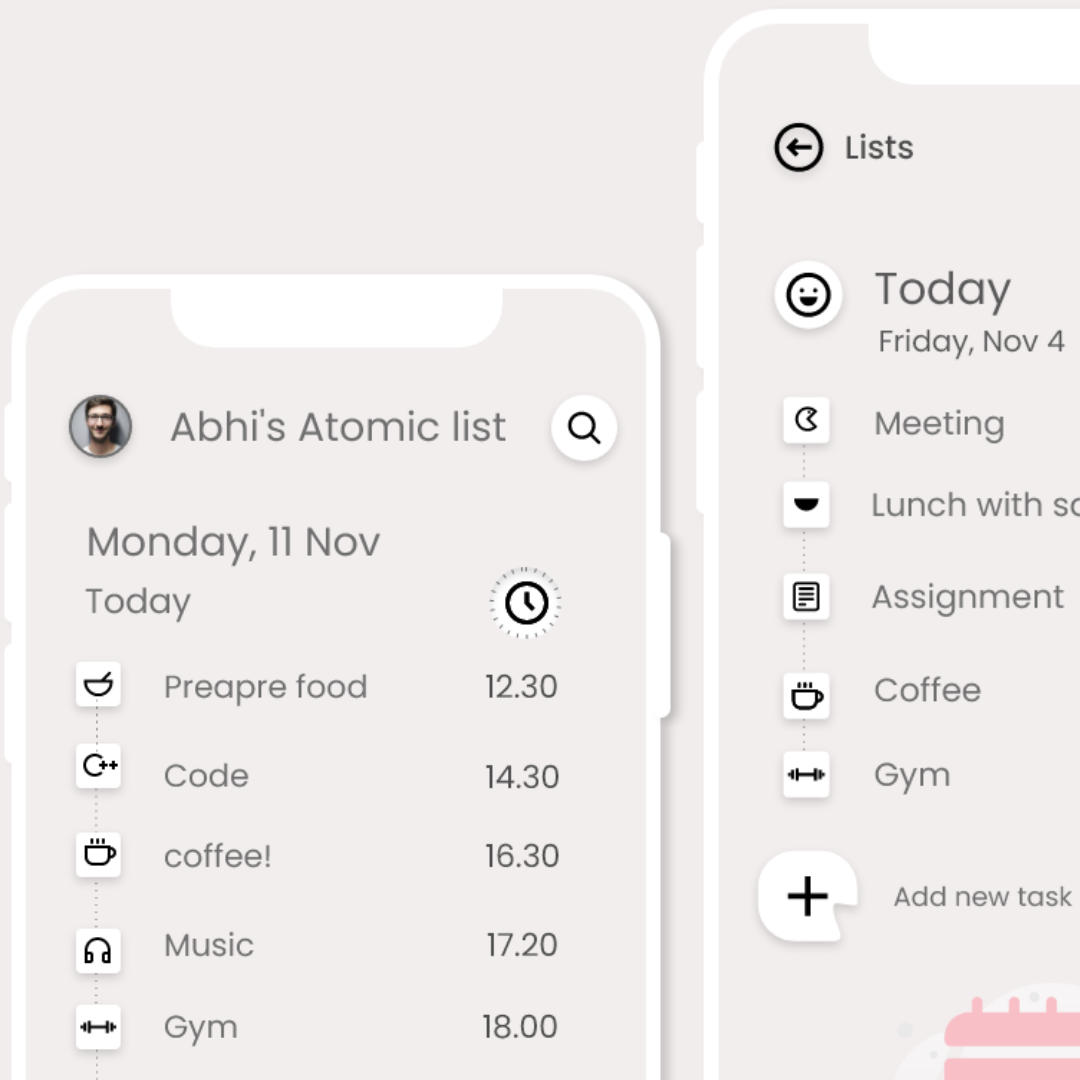 Abhi's Atomic list
Monday, 11 Nov
Today
Preapre food 12.30
C++
Code 14.30
coffee! 16.30
Music 17.20
Gym 18.00
Lists
Today
Friday, Nov 4
Meeting
Lunch with
Assignment
Coffee
Gym
Add new task